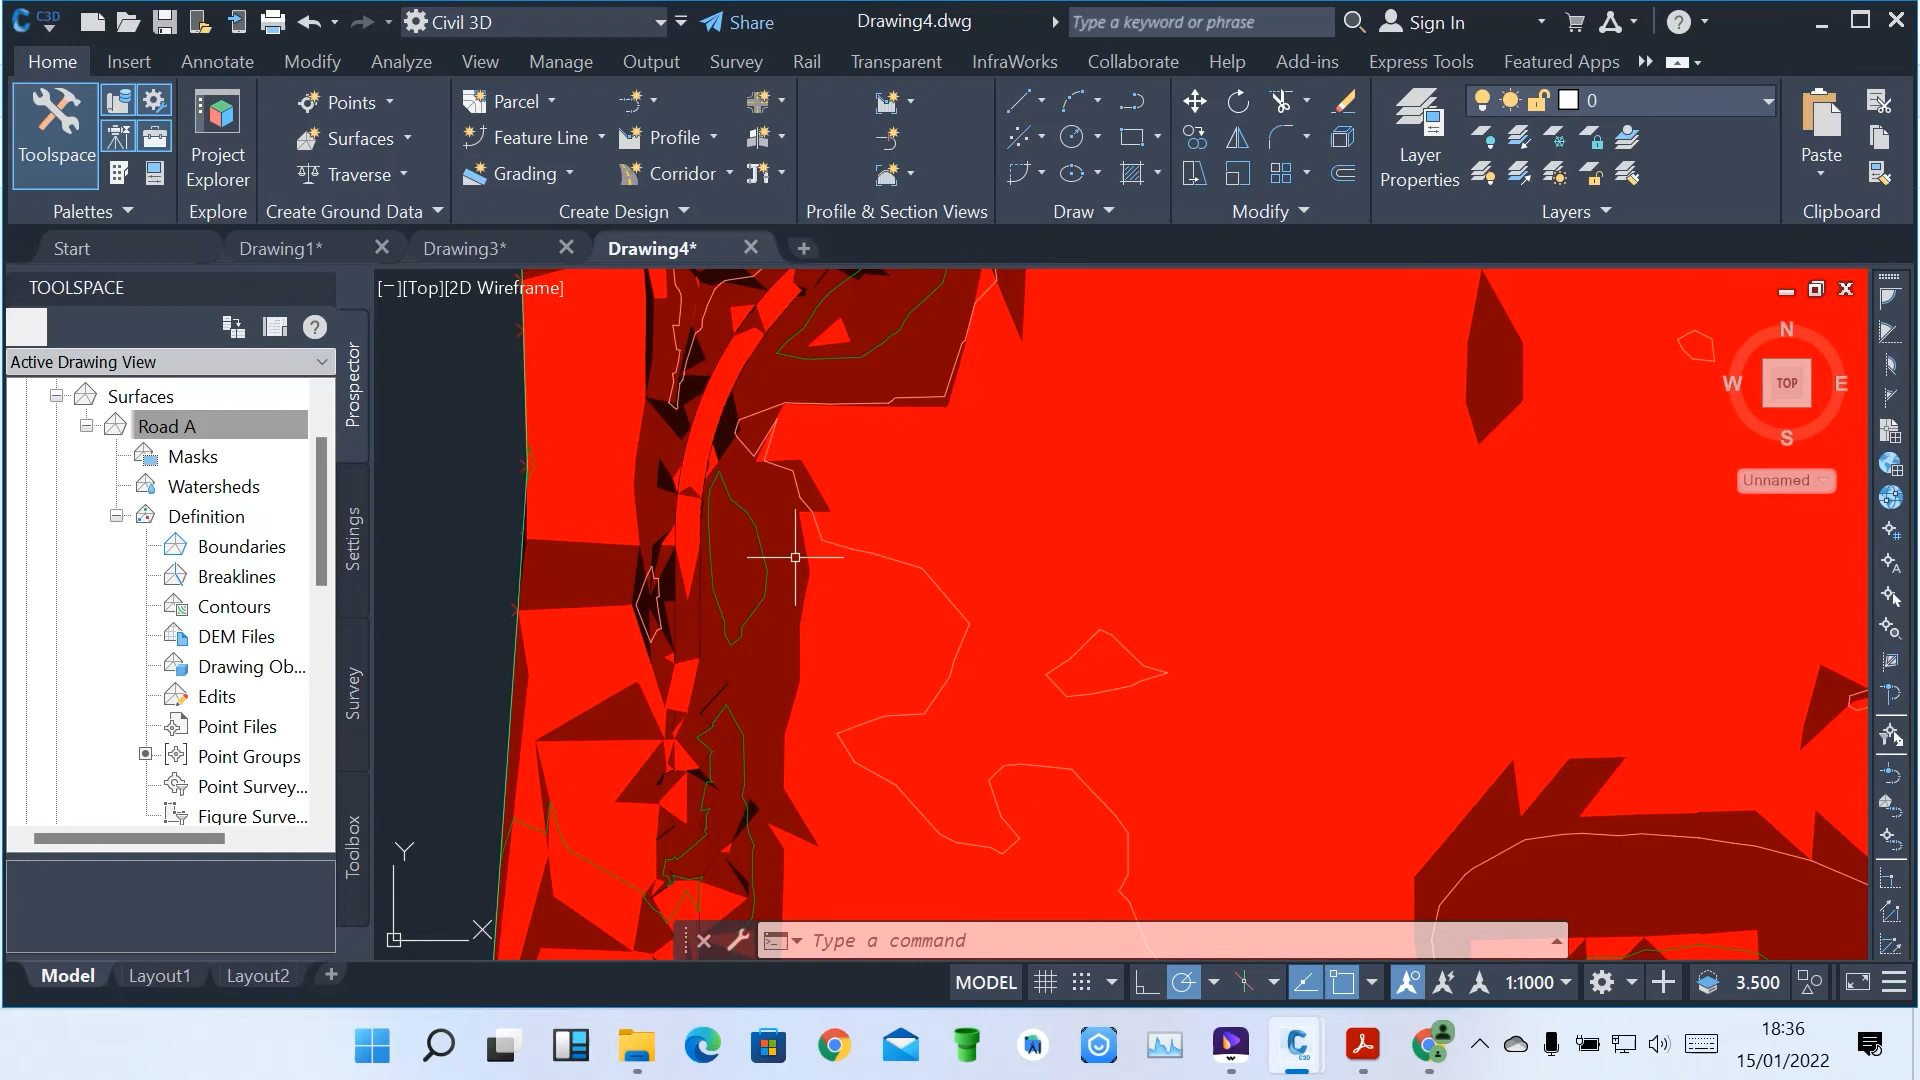 C3D
Civil 3D
Share
Drawing4.dwg
Type a keyword or phrase
Sign In
Home
Insert
Annotate
Modify
Analyze
View
Manage
Output
Survey
Rail
Transparent
InfraWorks
Collaborate
Help
Add-ins
Express Tools
Featured Apps
Toolspace
Project
Explorer
Points
Surfaces
Traverse
Parcel
Feature Line
Grading
Profile
Corridor
Layer
Properties
0
Paste
Palettes
Explore
Create Ground Data
Create Design
Profile & Section Views
Draw
Modify
Layers
Clipboard
Start
Drawing1*
Drawing3*
Drawing4*
TOOLSPACE
Active Drawing View
Surfaces
Road A
Masks
Watersheds
Definition
Boundaries
Breaklines
Contours
DEM Files
Drawing Ob...
Edits
Point Files
Point Groups
Point Survey...
Figure Surve...
Prospector
Settings
Survey
Toolbox
[−][Top][2D Wireframe]
N
W
TOP
E
S
Unnamed
Y
X
Type a command
Model
Layout1
Layout2
MODEL
1:1000
3.500
18:36
15/01/2022